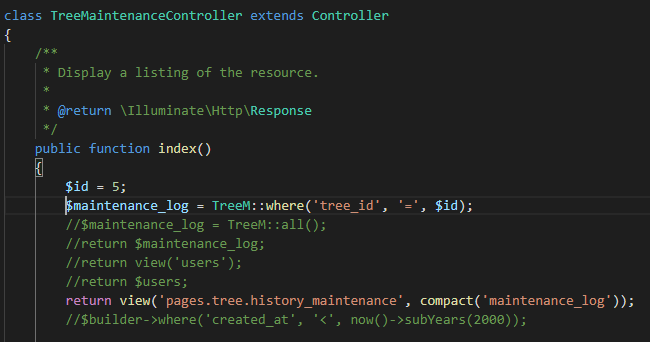 class TreeMaintenanceController extends Controller
{
    /**
     * Display a listing of the resource.
     *
     * @return \Illuminate\Http\Response
     */
    public function index()
    {
        $id = 5;
        $maintenance_log = TreeM::where('tree_id', '=', $id);
        //$maintenance_log = TreeM::all();
        //return $maintenance_log;
        //return view('users');
        //return $users;
        return view('pages.tree.history_maintenance', compact('maintenance_log'));
        //$builder->where('created_at', '<', now()->subYears(2000));